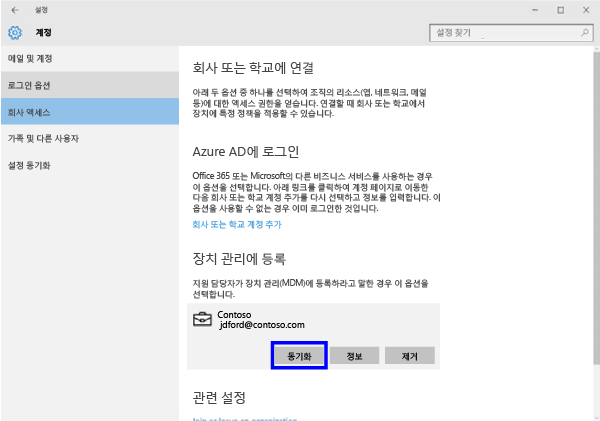 설정
계정
설정 찾기
메일 및 계정
로그인 옵션
회사 액세스
가족 및 다른 사용자
설정 동기화
회사 또는 학교에 연결
아래 두 옵션 중 하나를 선택하여 조직의 리소스(앱, 네트워크, 메일
등)에 대한 액세스 권한을 얻습니다. 연결할 때 회사 또는 학교에서
장치에 특정 정책을 적용할 수 있습니다.
Azure AD에 로그인
Office 365 또는 Microsoft의 다른 비즈니스 서비스를 사용하는 경우
이 옵션을 선택합니다. 아래 링크를 클릭하여 계정 페이지로 이동한
다음 회사 또는 학교 계정 추가를 다시 선택하고 정보를 입력합니다. 이
옵션을 사용할 수 없는 경우 이미 로그인한 것입니다.
회사 또는 학교 계정 추가
장치 관리에 등록
지원 담당자가 장치 관리(MDM)에 등록하라고 말한 경우 이 옵션을
선택합니다.
Contoso
jdford@contoso.com
동기화 정보 제거
관련 설정
Join or leave an organization